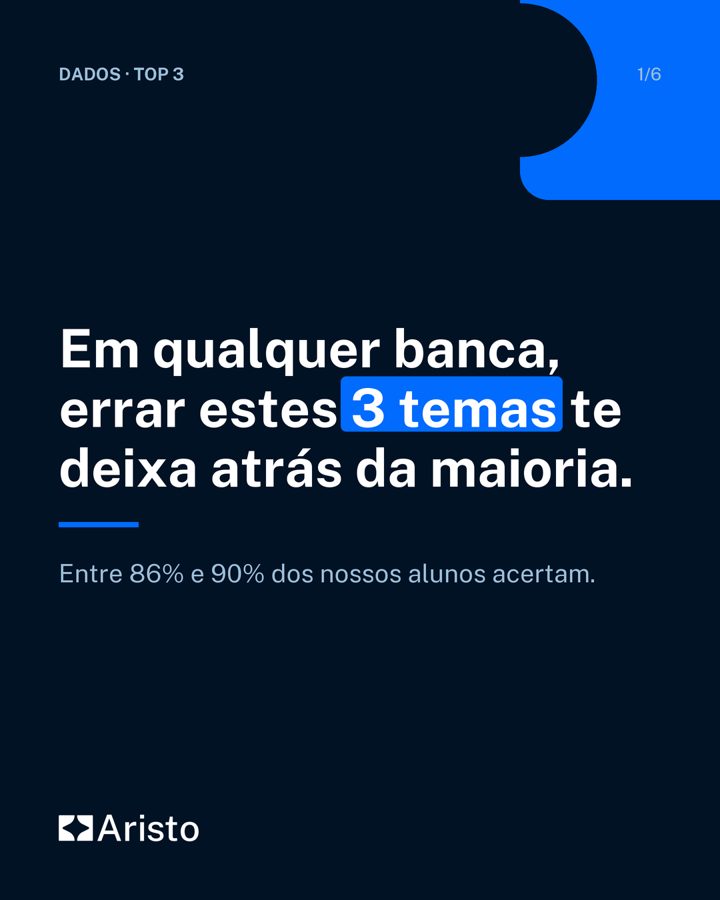 DADOS · TOP 3
1/6
Em qualquer banca,
errar estes 3 temas te
deixa atrás da maioria.
Entre 86% e 90% dos nossos alunos acertam.
Aristo